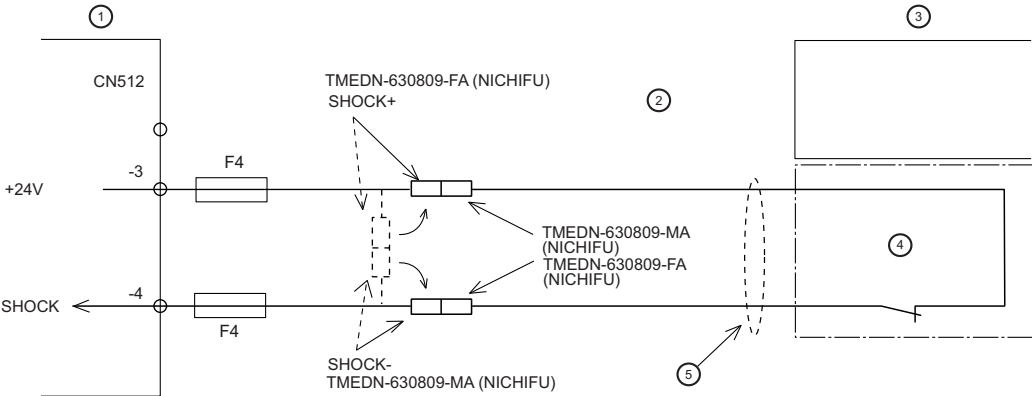 1
3
CN512
TMEDN-630809-FA (NICHIFU)
SHOCK+
2
-3
F4
+24V
TMEDN-630809-MA
(NICHIFU)
TMEDN-630809-FA
(NICHIFU)
4
-4
SHOCK
F4
SHOCK-
TMEDN-630809-MA (NICHIFU)
5